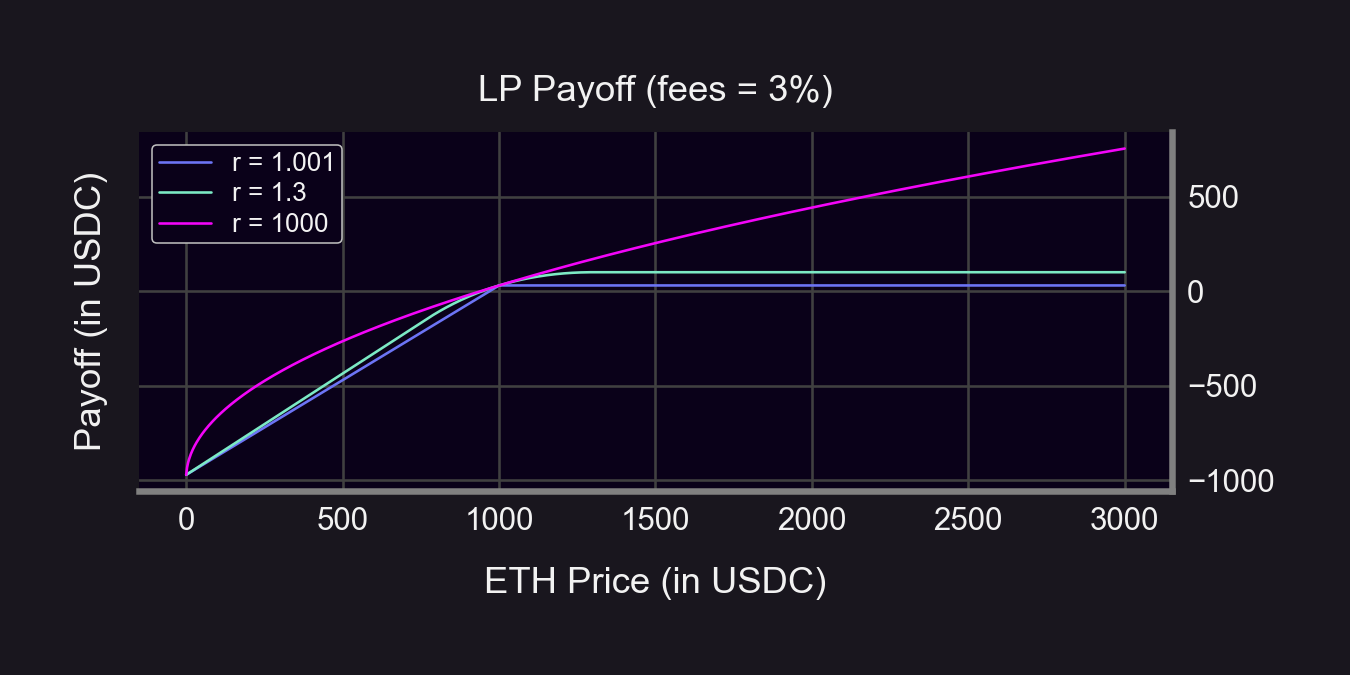 LP Payoff (fees = 3%)
r = 1.001
r = 1.3
r = 1000
Payoff (in USDC)
500
0
−500
−1000
0 500 1000 1500 2000 2500 3000
ETH Price (in USDC)